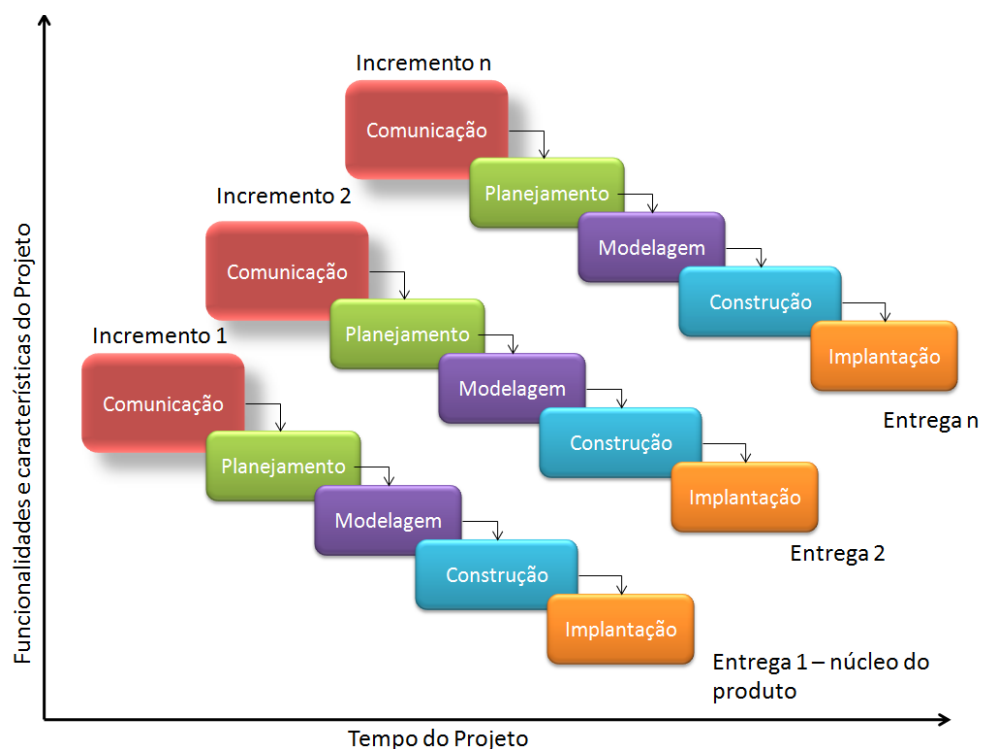 Incremento n
Comunicação
Planejamento
Modelagem
Construção
Implantação
Entrega n
Incremento 2
Comunicação
Planejamento
Modelagem
Construção
Implantação
Entrega 2
Incremento 1
Comunicação
Planejamento
Modelagem
Construção
Implantação
Entrega 1 – núcleo do
produto
Funcionalidades e características do Projeto
Tempo do Projeto